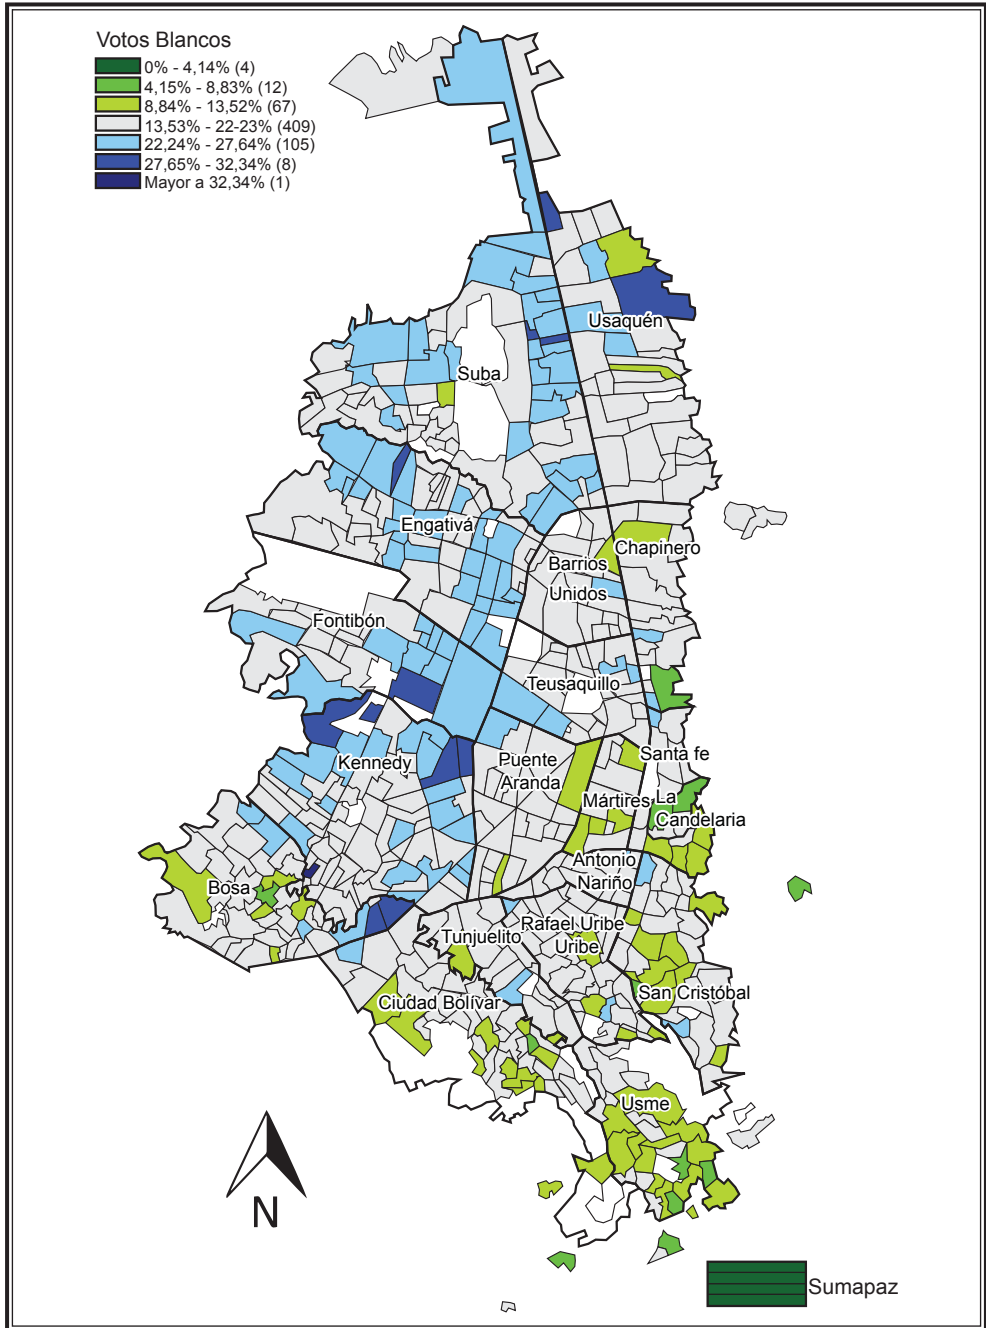 Votos Blancos
0% - 4,14% (4)
4,15% - 8,83% (12)
8,84% - 13,52% (67)
13,53% - 22-23% (409)
22,24% - 27,64% (105)
27,65% - 32,34% (8)
Mayor a 32,34% (1)
Usaquén
Suba
Engativá
Chapinero
Barrios
Unidos
Fontibón
Teusaquillo
Santa fe
Kennedy
Puente
Aranda
Mártires
La
Candelaria
Antonio
Nariño
Bosa
Rafael Uribe
Uribe
Tunjuelito
San Cristóbal
Ciudad Bolívar
Usme
N
Sumapaz